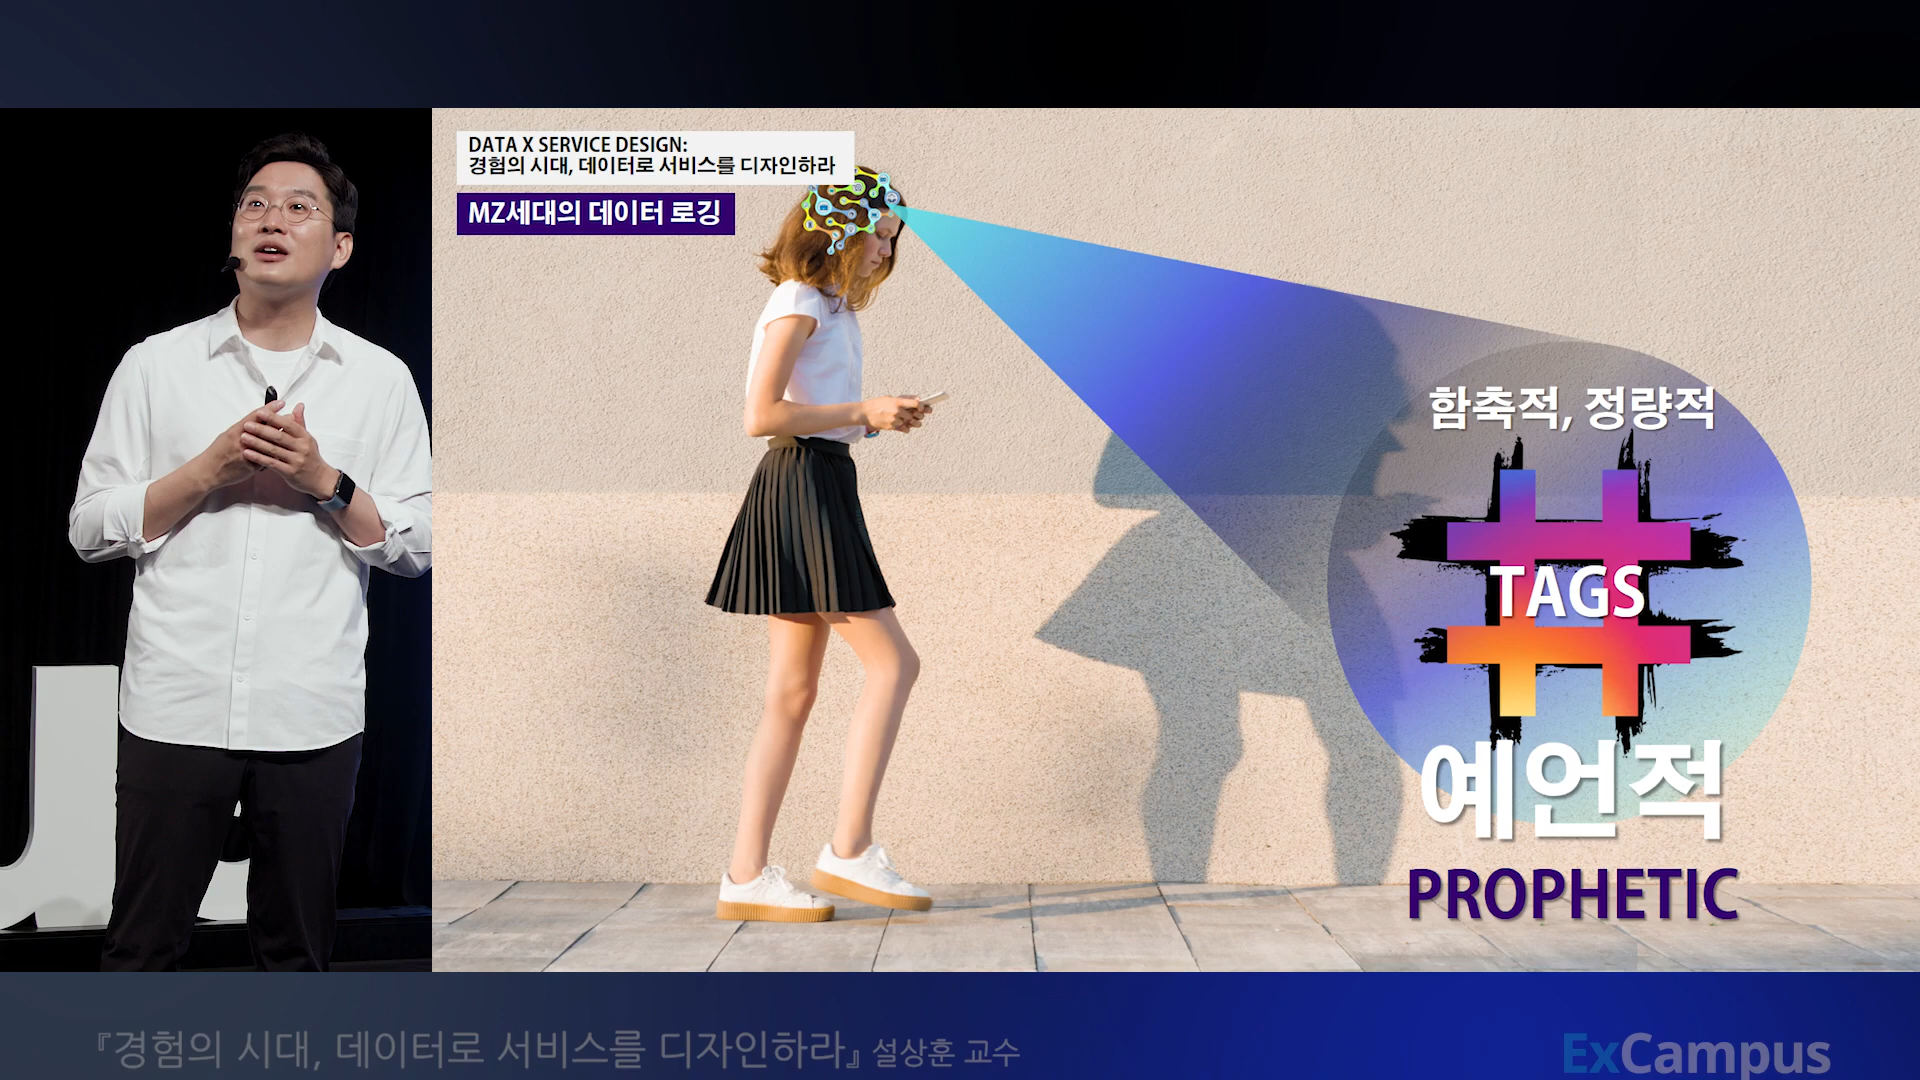 DATA X SERVICE DESIGN:
경험의 시대, 데이터로 서비스를 디자인하라
MZ세대의 데이터 로깅
함축적, 정량적
TAGS
예언적
PROPHETIC
『경험의 시대, 데이터로 서비스를 디자인하라』 설상훈 교수
ExCampus